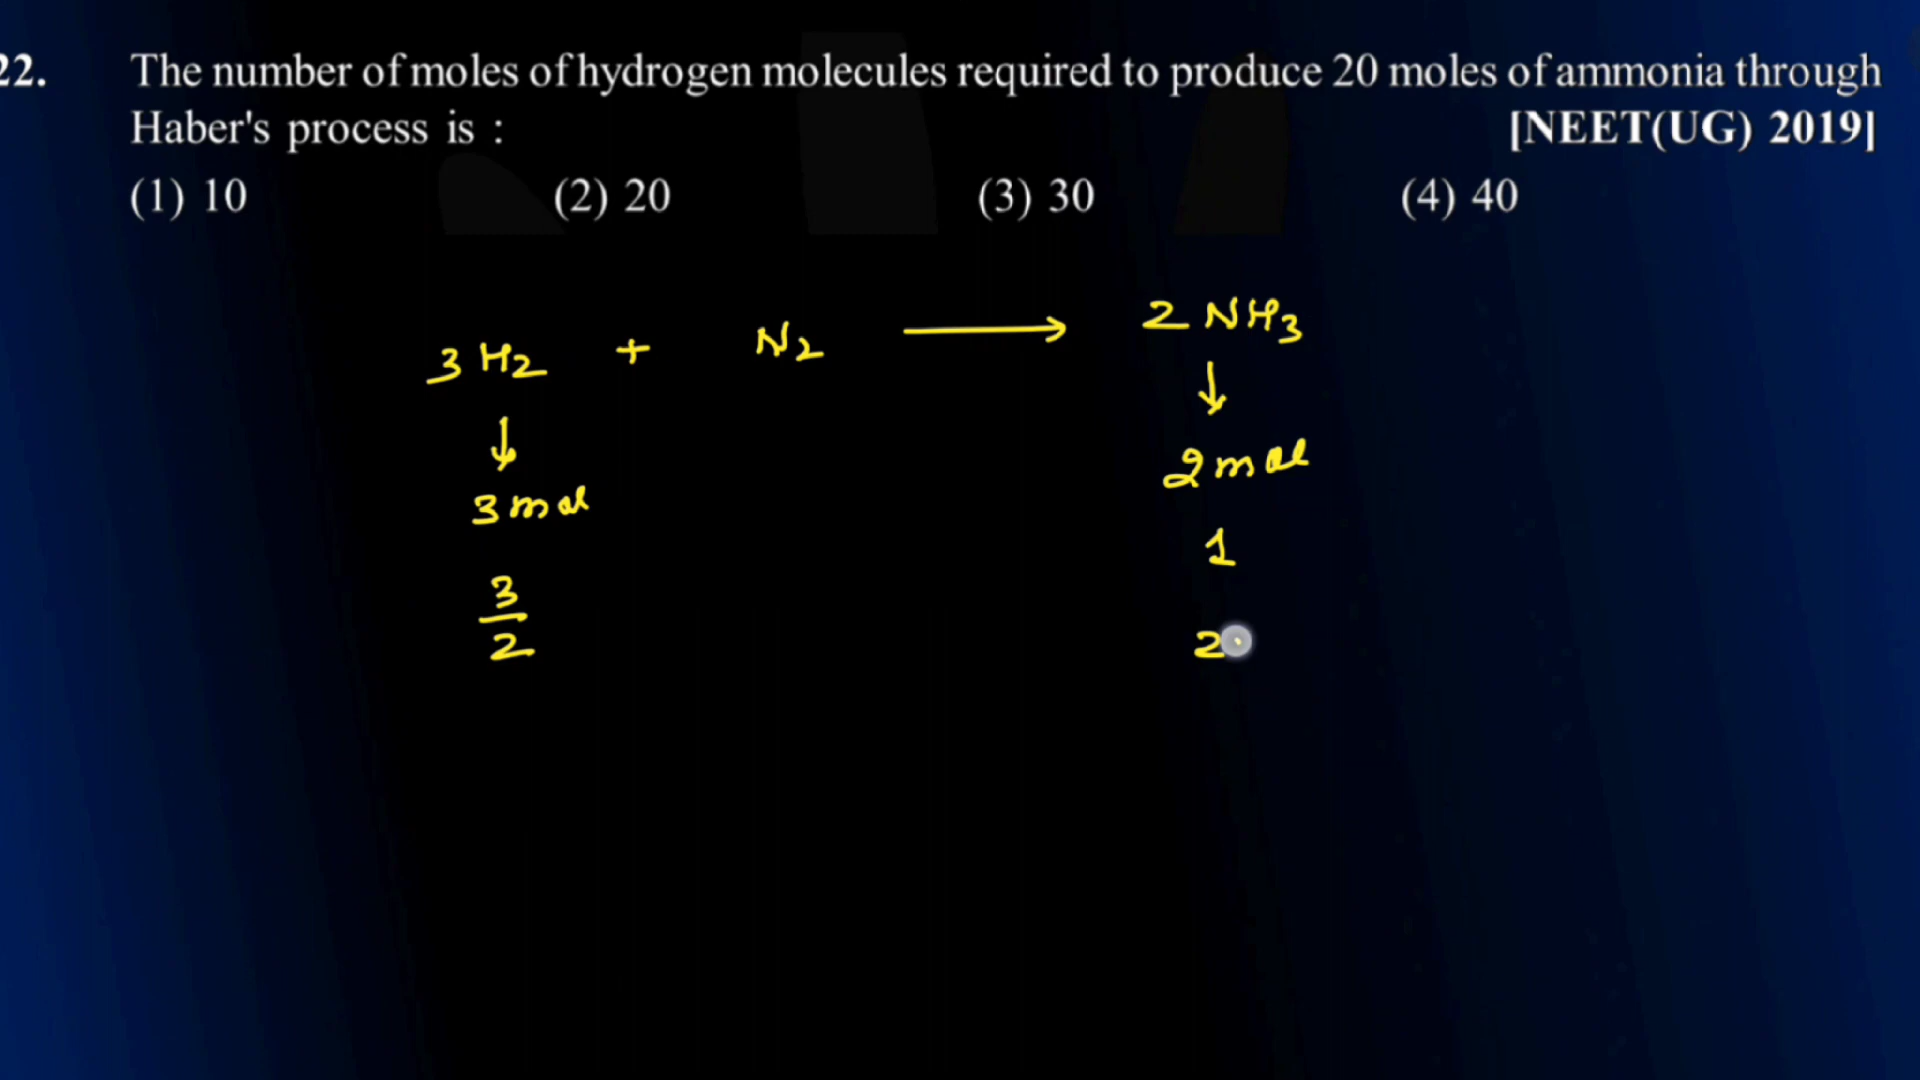 22. The number of moles of hydrogen molecules required to produce 20 moles of ammonia through
Haber's process is : [NEET(UG) 2019]
(1) 10 (2) 20 (3) 30 (4) 40
3 H2 + N2 → 2 NH3
↓ ↓
3 mol 2 mol
1
3/2
2